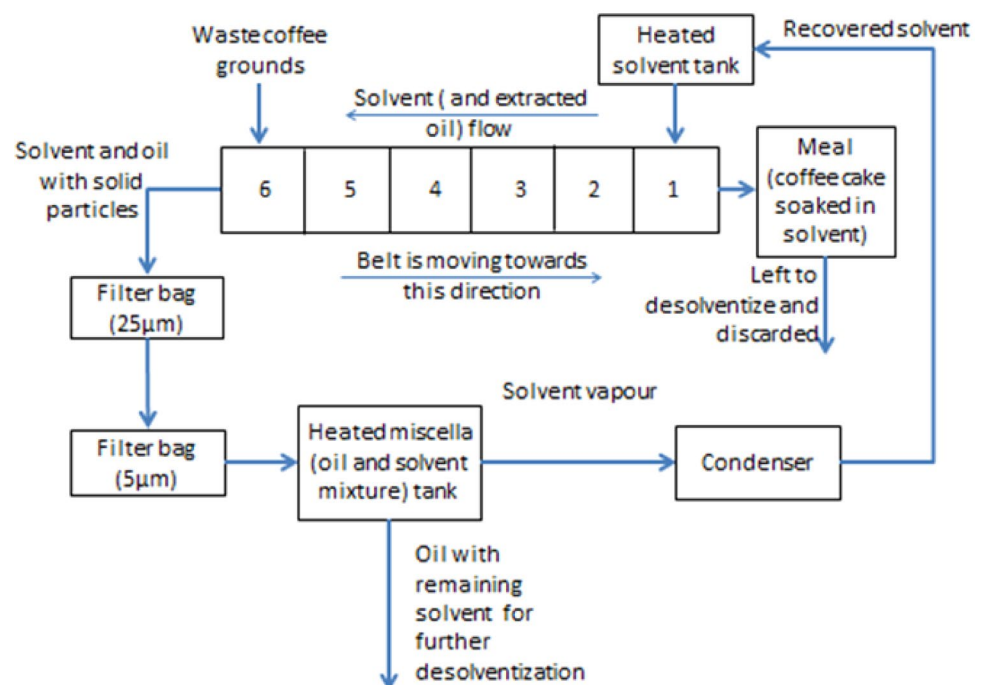 Waste coffee
grounds
Heated
solvent tank
Recovered solvent
Solvent ( and extracted
oil) flow
Solvent and oil
with solid
particles
6
5
4
3
2
1
Meal
(coffee cake
soaked in
solvent)
Belt is moving towards
this direction
Left to
desolventize and
discarded
Filter bag
(25µm)
Solvent vapour
Filter bag
(5µm)
Heated miscella
(oil and solvent
mixture) tank
Condenser
Oil with
remaining
solvent for
further
desolventization